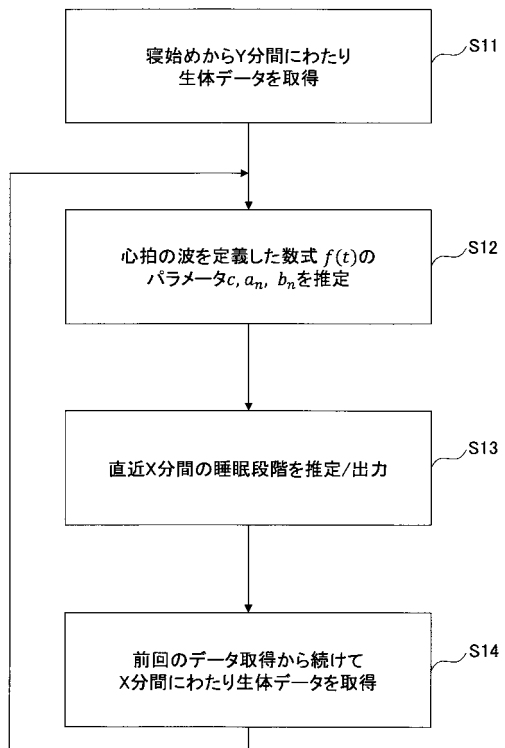 寝始めからY分間にわたり
生体データを取得
S11
心拍の波を定義した数式 f(t)の
パラメータc, aₙ, bₙを推定
S12
直近X分間の睡眠段階を推定/出力
S13
前回のデータ取得から続けて
X分間にわたり生体データを取得
S14